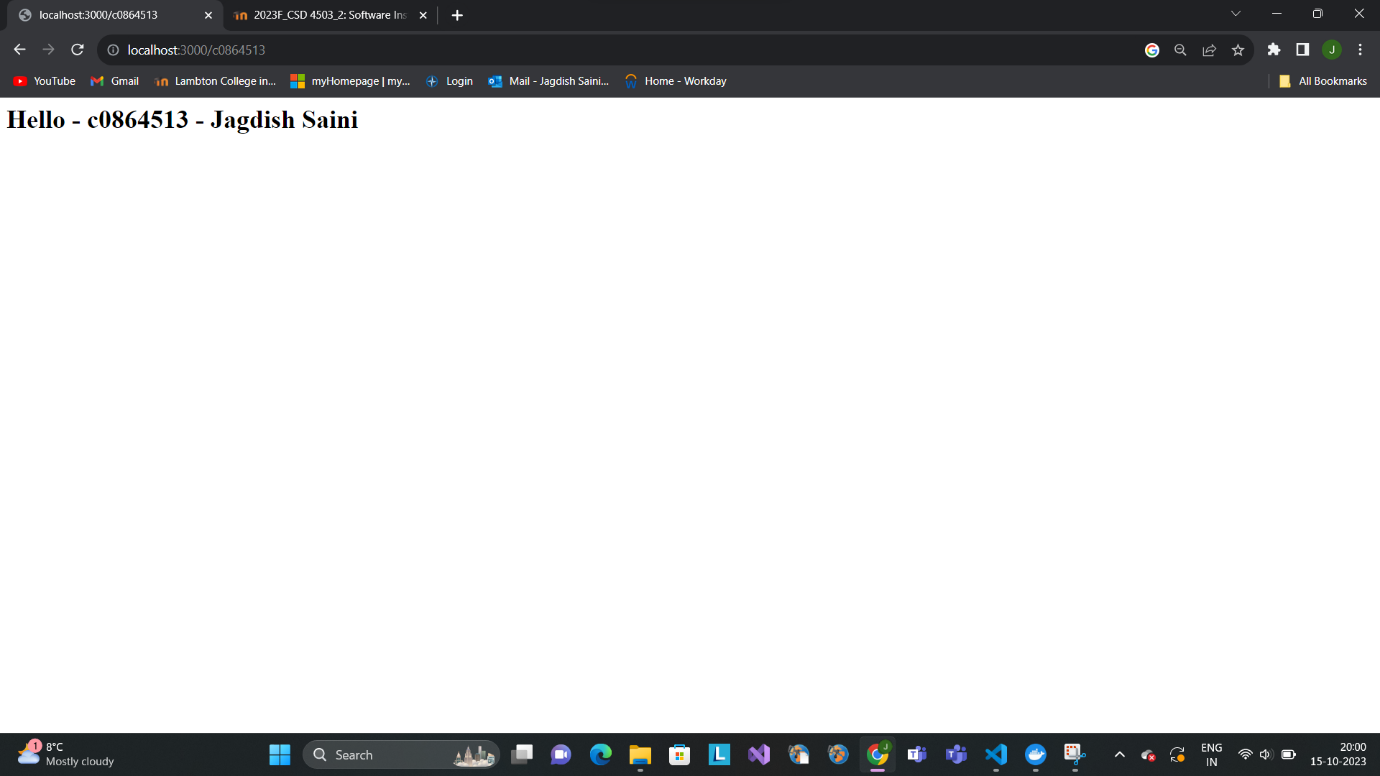 localhost:3000/c0864513
2023F_CSD 4503_2: Software Ins
localhost:3000/c0864513
J
YouTube
Gmail
Lambton College in...
myHomepage | my...
Login
Mail - Jagdish Saini...
Home - Workday
All Bookmarks
Hello - c0864513 - Jagdish Saini
1
8°C
Mostly cloudy
Search
L
J
ENG
IN
20:00
15-10-2023